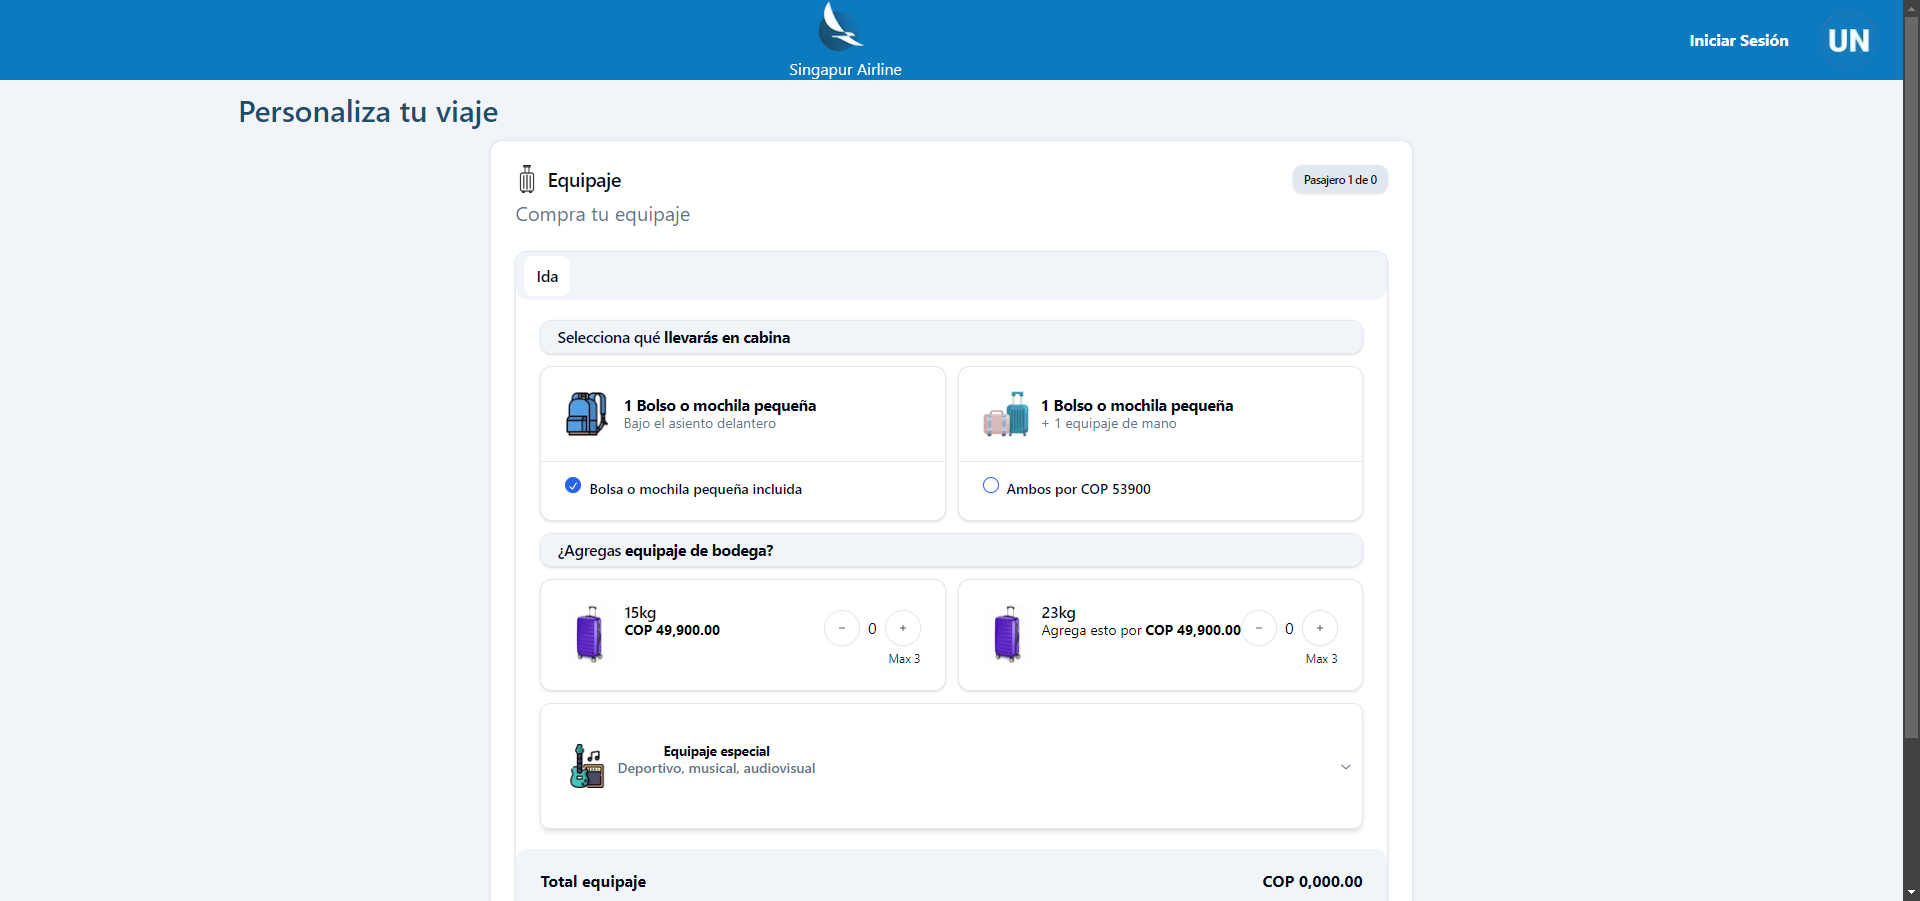 Singapur Airline
Iniciar Sesión
UN
Personaliza tu viaje
Equipaje
Pasajero 1 de 0
Compra tu equipaje
Ida
Selecciona qué llevarás en cabina
1 Bolso o mochila pequeña
Bajo el asiento delantero
Bolsa o mochila pequeña incluida
1 Bolso o mochila pequeña
+ 1 equipaje de mano
Ambos por COP 53900
¿Agregas equipaje de bodega?
15kg
COP 49,900.00
− 0 +
Max 3
23kg
Agrega esto por COP 49,900.00
− 0 +
Max 3
Equipaje especial
Deportivo, musical, audiovisual
Total equipaje
COP 0,000.00